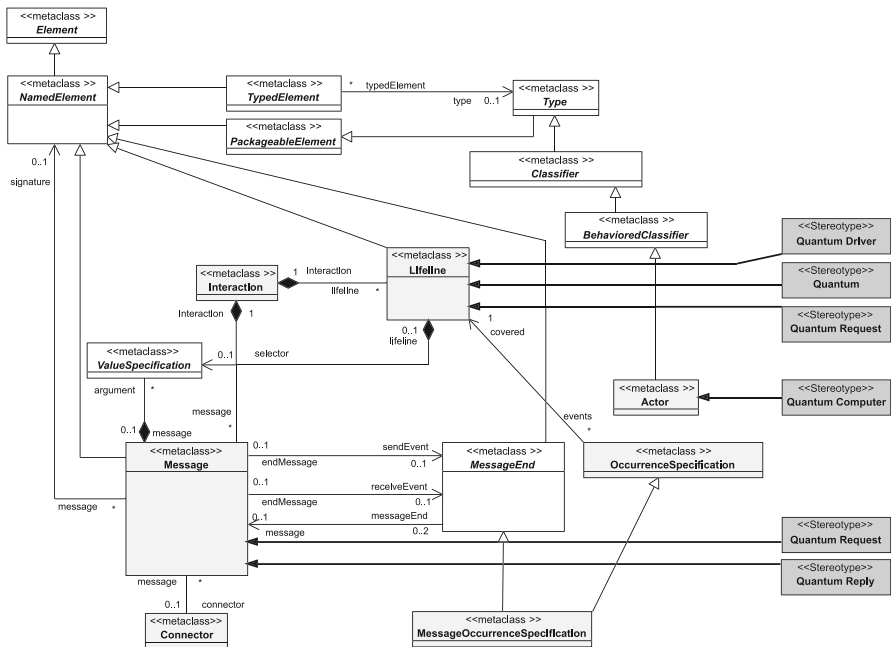 <<metaclass >>
Element
<<metaclass >>
NamedElement
<<metaclass >>
TypedElement
* typedElement
type 0..1
<<metaclass >>
Type
<<metaclass >>
PackageableElement
0..1
signature
<<metaclass >>
Classifier
<<metaclass >>
BehavioredClassifier
<<Stereotype>>
Quantum Driver
<<metaclass >>
Interaction
1 Interaction
lifeline *
<<metaclass >>
Lifeline
<<Stereotype>>
Quantum
<<Stereotype>>
Quantum Request
Interaction 1
0..1
lifeline
1
covered
<<metaclass>>
ValueSpecification
0..1 selector
argument *
<<metaclass >>
Actor
<<Stereotype>>
Quantum Computer
message
*
0..1 message
events
*
<<metaclass>>
Message
0..1 sendEvent
endMessage 0..1
<<metaclass >>
MessageEnd
<<metaclass >>
OccurrenceSpecification
0..1 receiveEvent
endMessage 0..1
message *
0..1 messageEnd
message 0..2
<<Stereotype>>
Quantum Request
<<Stereotype>>
Quantum Reply
message *
0..1 connector
<<metaclass>>
Connector
<<metaclass >>
MessageOccurrenceSpecification